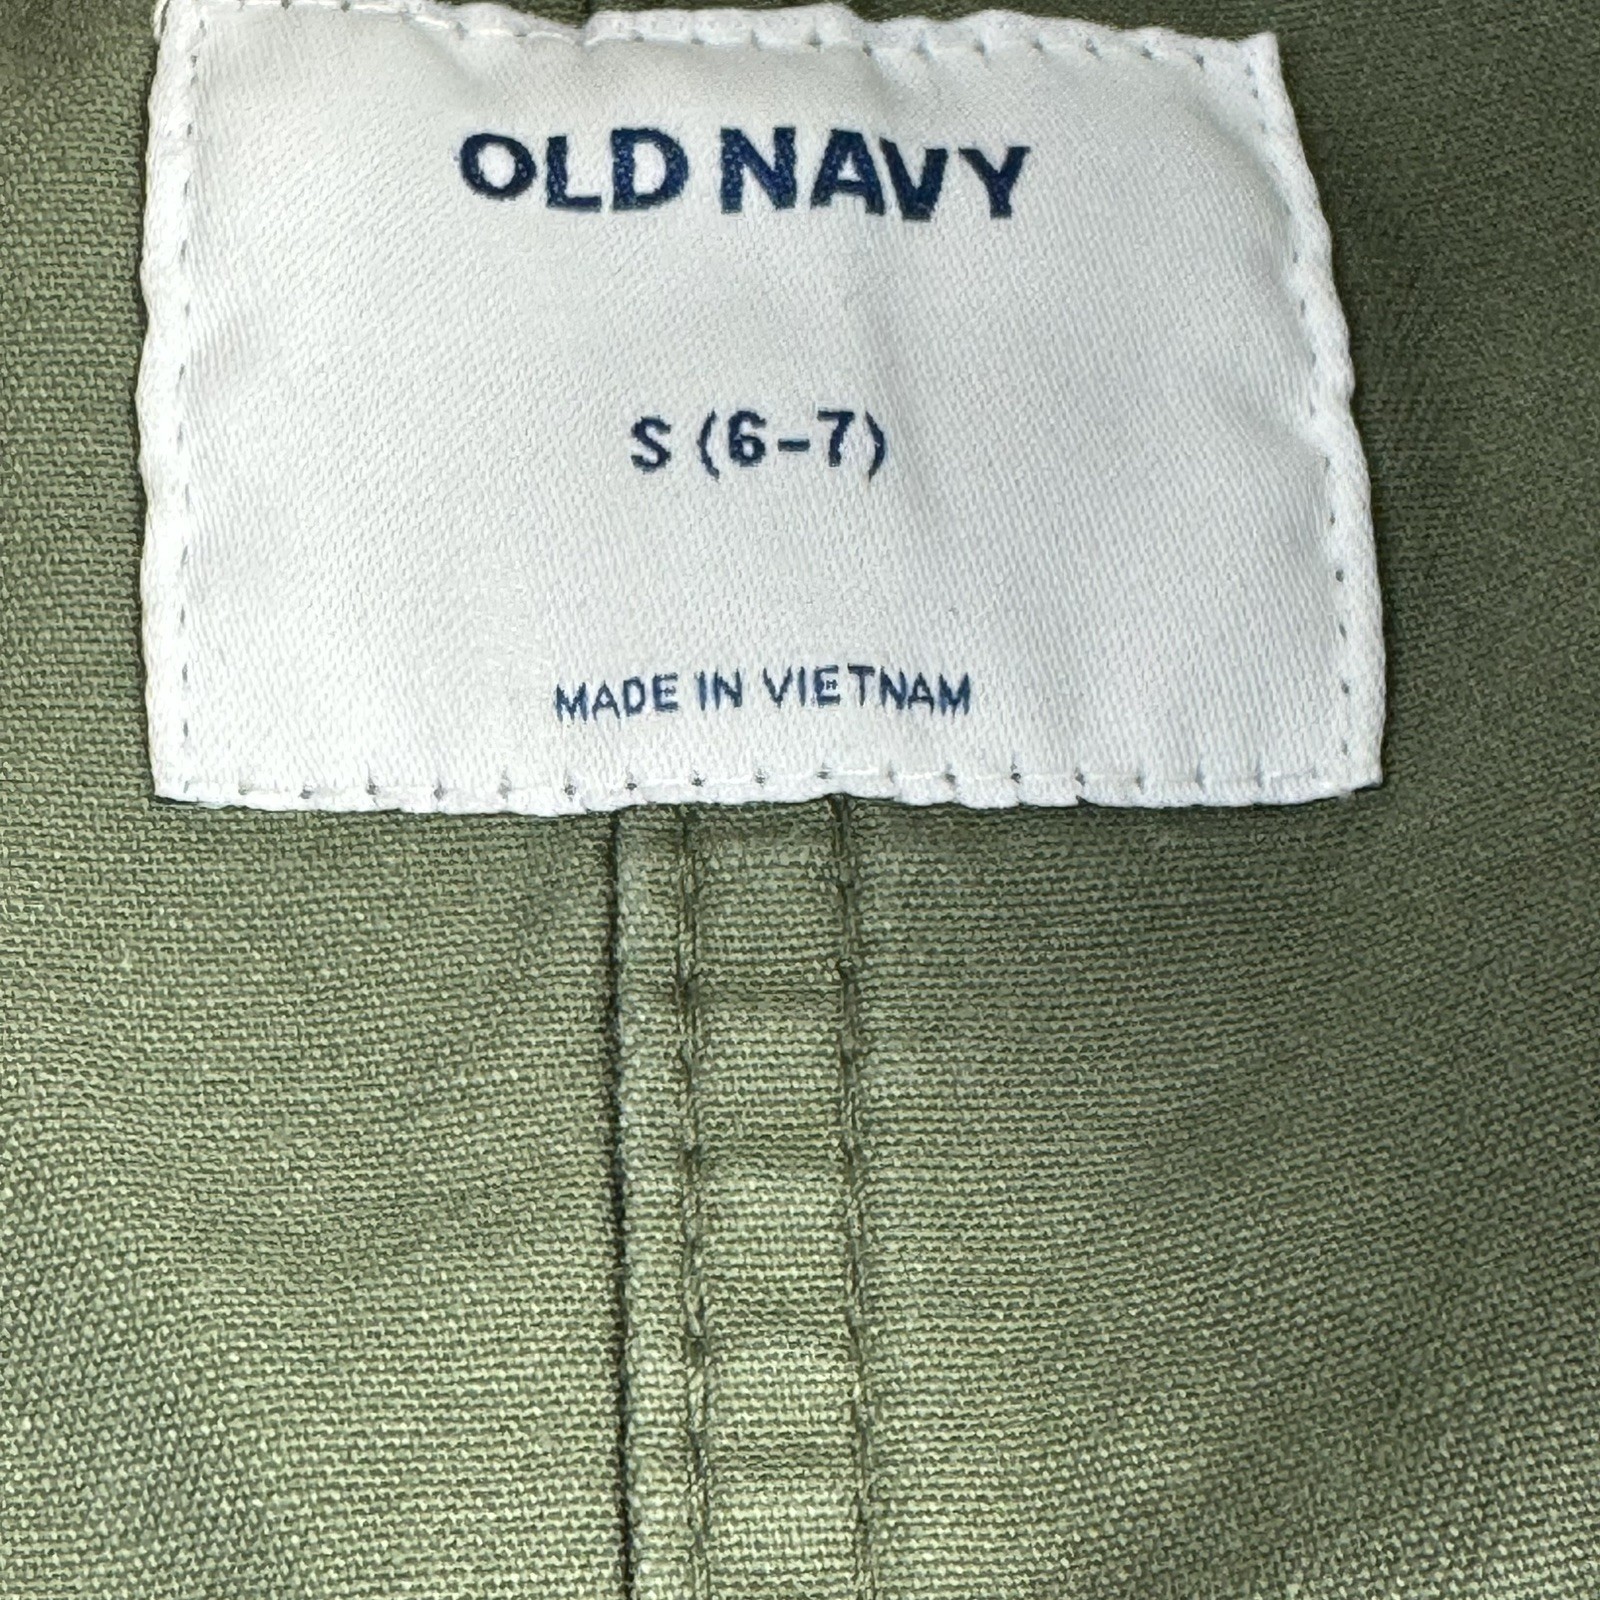 OLD NAVY
S (6-7)
MADE IN VIETNAM